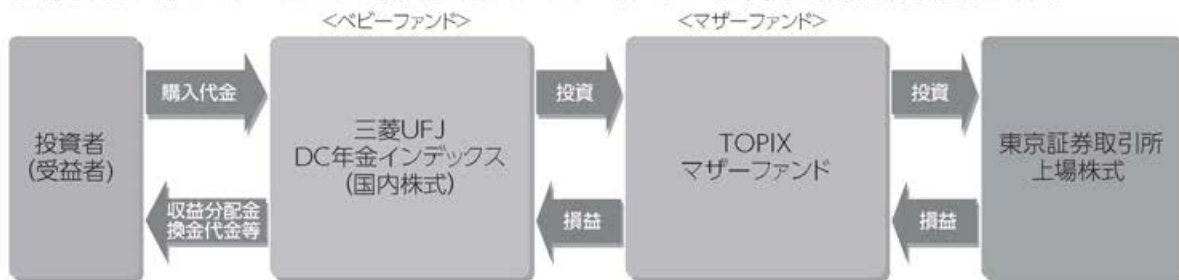 <ベビーファンド>
<マザーファンド>
投資者
(受益者)
購入代金
収益分配金
換金代金等
三菱UFJ
DC年金インデックス
(国内株式)
投資
損益
TOPIX
マザーファンド
投資
損益
東京証券取引所
上場株式